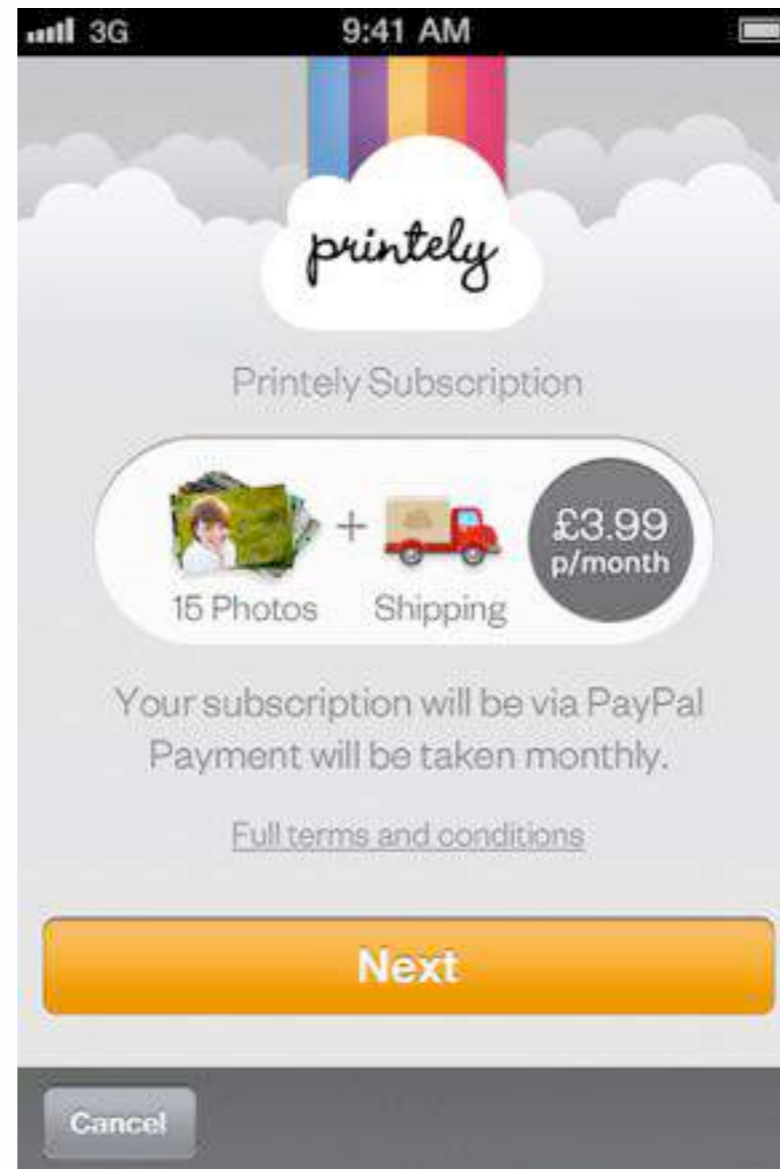 3G 9:41 AM
printely
Printely Subscription
+
£3.99
p/month
15 Photos Shipping
Your subscription will be via PayPal
Payment will be taken monthly.
Full terms and conditions
Next
Cancel